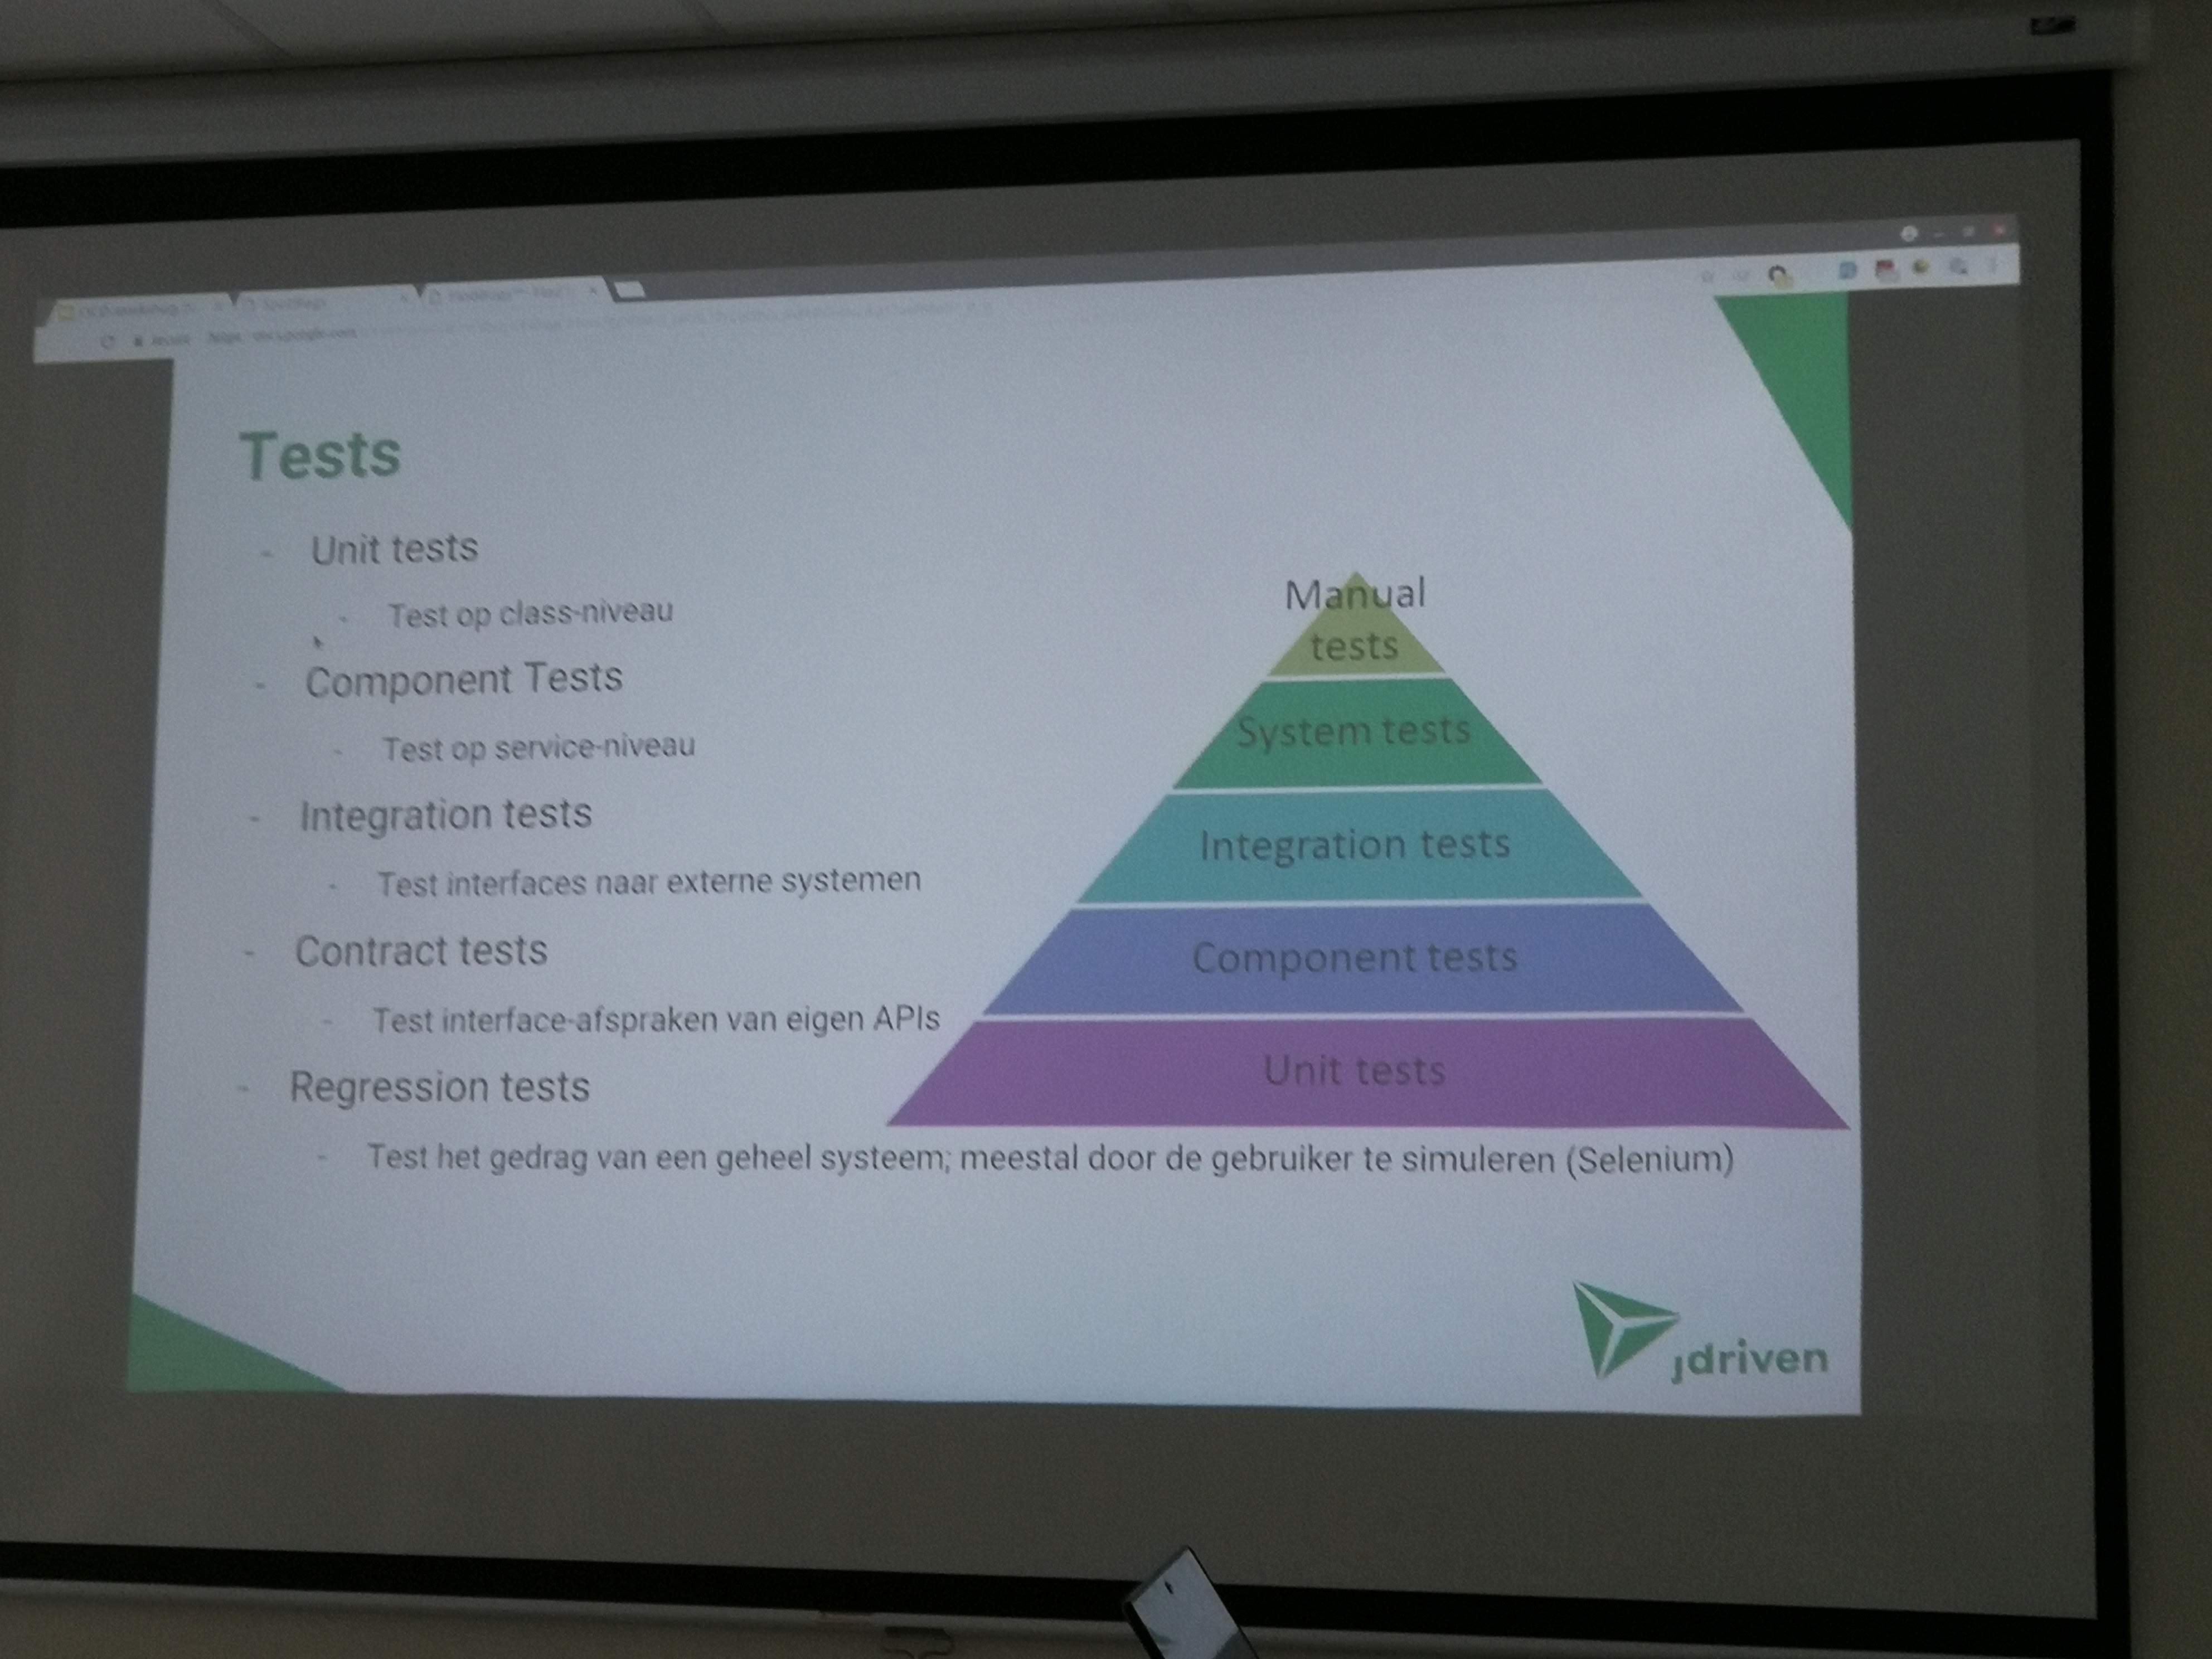 Tests
- Unit tests
- Test op class-niveau
- Component Tests
- Test op service-niveau
- Integration tests
- Test interfaces naar externe systemen
- Contract tests
- Test interface-afspraken van eigen APIs
- Regression tests
- Test het gedrag van een geheel systeem; meestal door de gebruiker te simuleren (Selenium)
Manual
tests
System tests
Integration tests
Component tests
Unit tests
jdriven